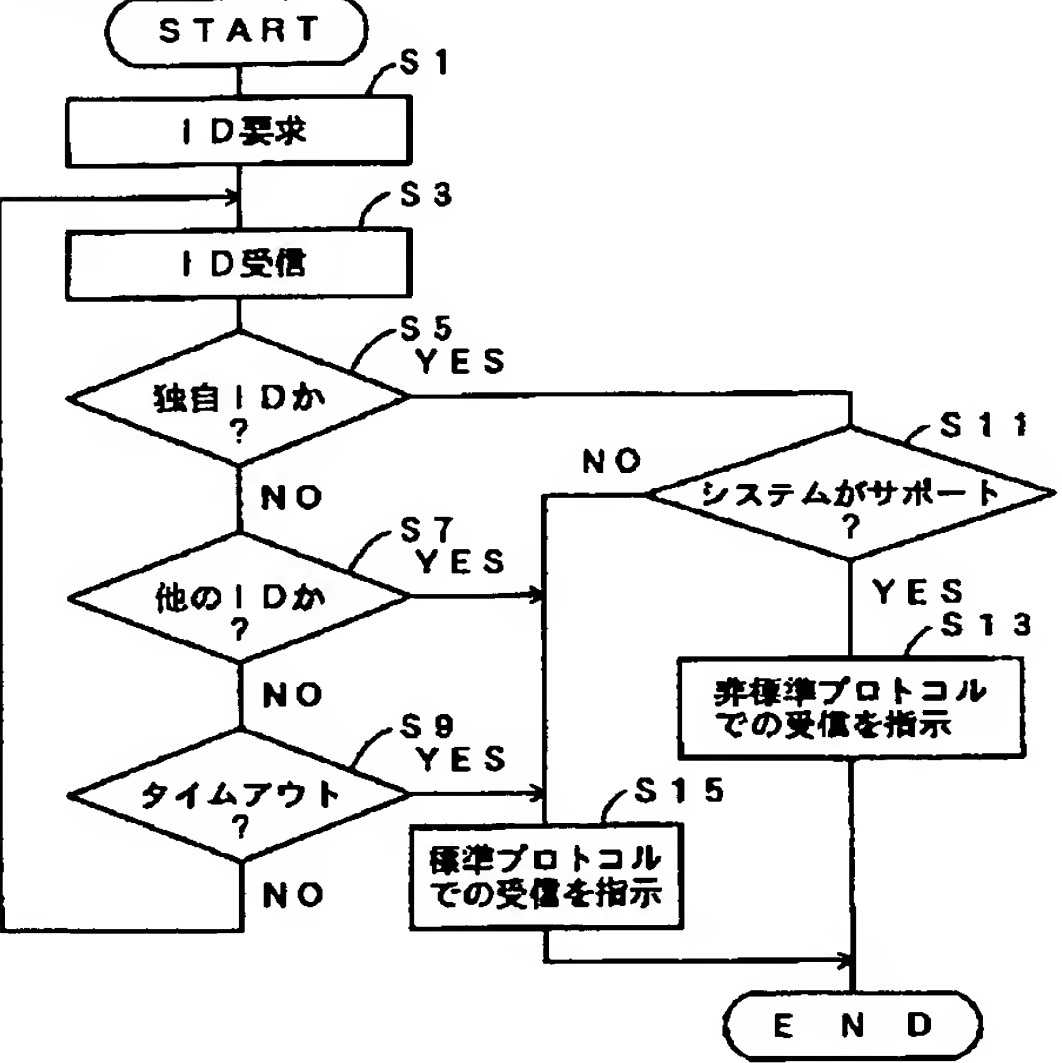 START
S1
ID要求
S3
ID受信
S5
YES
独自IDか
?
NO
S11
システムがサポート
?
NO
YES
S7
YES
他のIDか
?
NO
S13
非標準プロトコル
での受信を指示
S9
YES
タイムアウト
?
NO
S15
標準プロトコル
での受信を指示
END